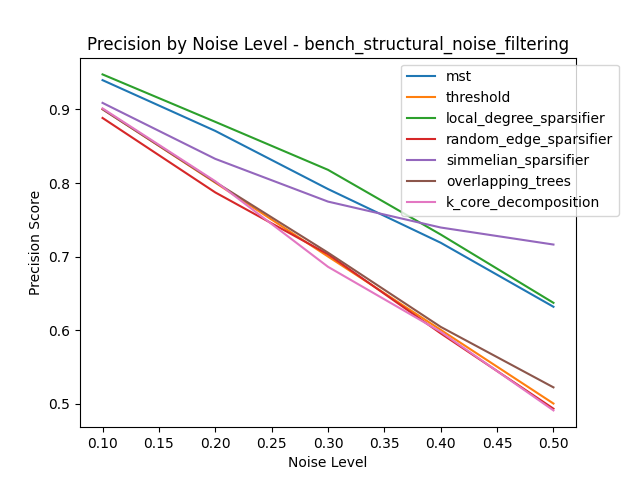 Precision by Noise Level - bench_structural_noise_filtering
mst
threshold
local_degree_sparsifier
random_edge_sparsifier
simmelian_sparsifier
overlapping_trees
k_core_decomposition
Precision Score
0.9
0.8
0.7
0.6
0.5
0.10 0.15 0.20 0.25 0.30 0.35 0.40 0.45 0.50
Noise Level